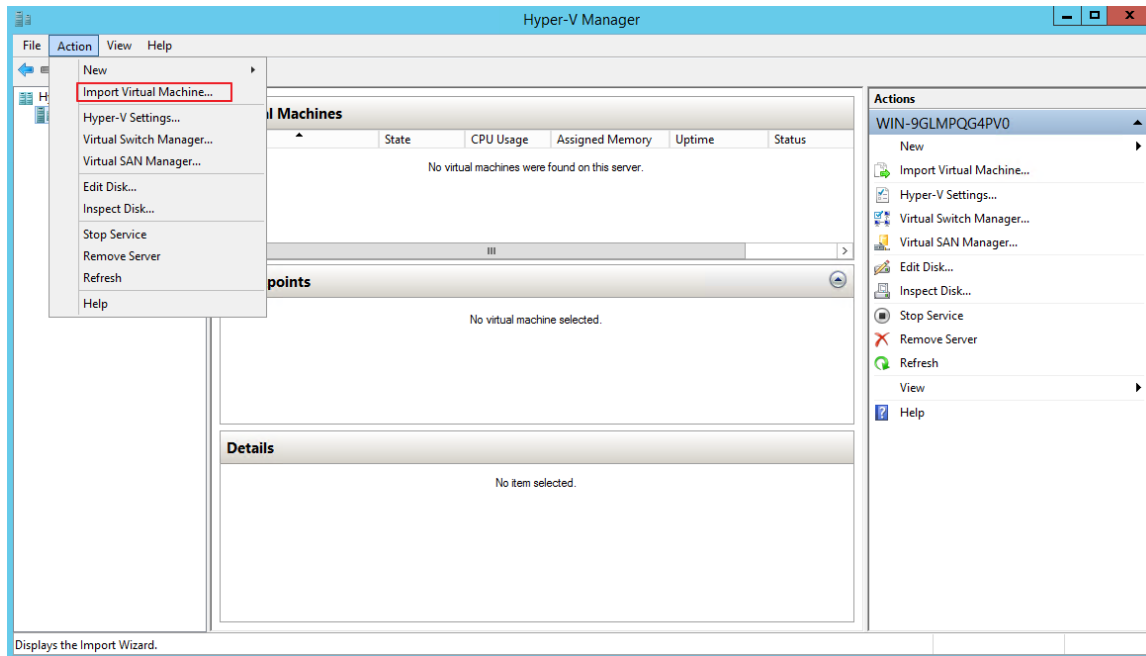 Hyper-V Manager
File Action View Help
New
Import Virtual Machine...
Hyper-V Settings...
Virtual Switch Manager...
Virtual SAN Manager...
Edit Disk...
Inspect Disk...
Stop Service
Remove Server
Refresh
Help
H
al Machines
State CPU Usage Assigned Memory Uptime Status
No virtual machines were found on this server.
points
No virtual machine selected.
Details
No item selected.
Actions
WIN-9GLMPQG4PV0
New
Import Virtual Machine...
Hyper-V Settings...
Virtual Switch Manager...
Virtual SAN Manager...
Edit Disk...
Inspect Disk...
Stop Service
Remove Server
Refresh
View
Help
Displays the Import Wizard.